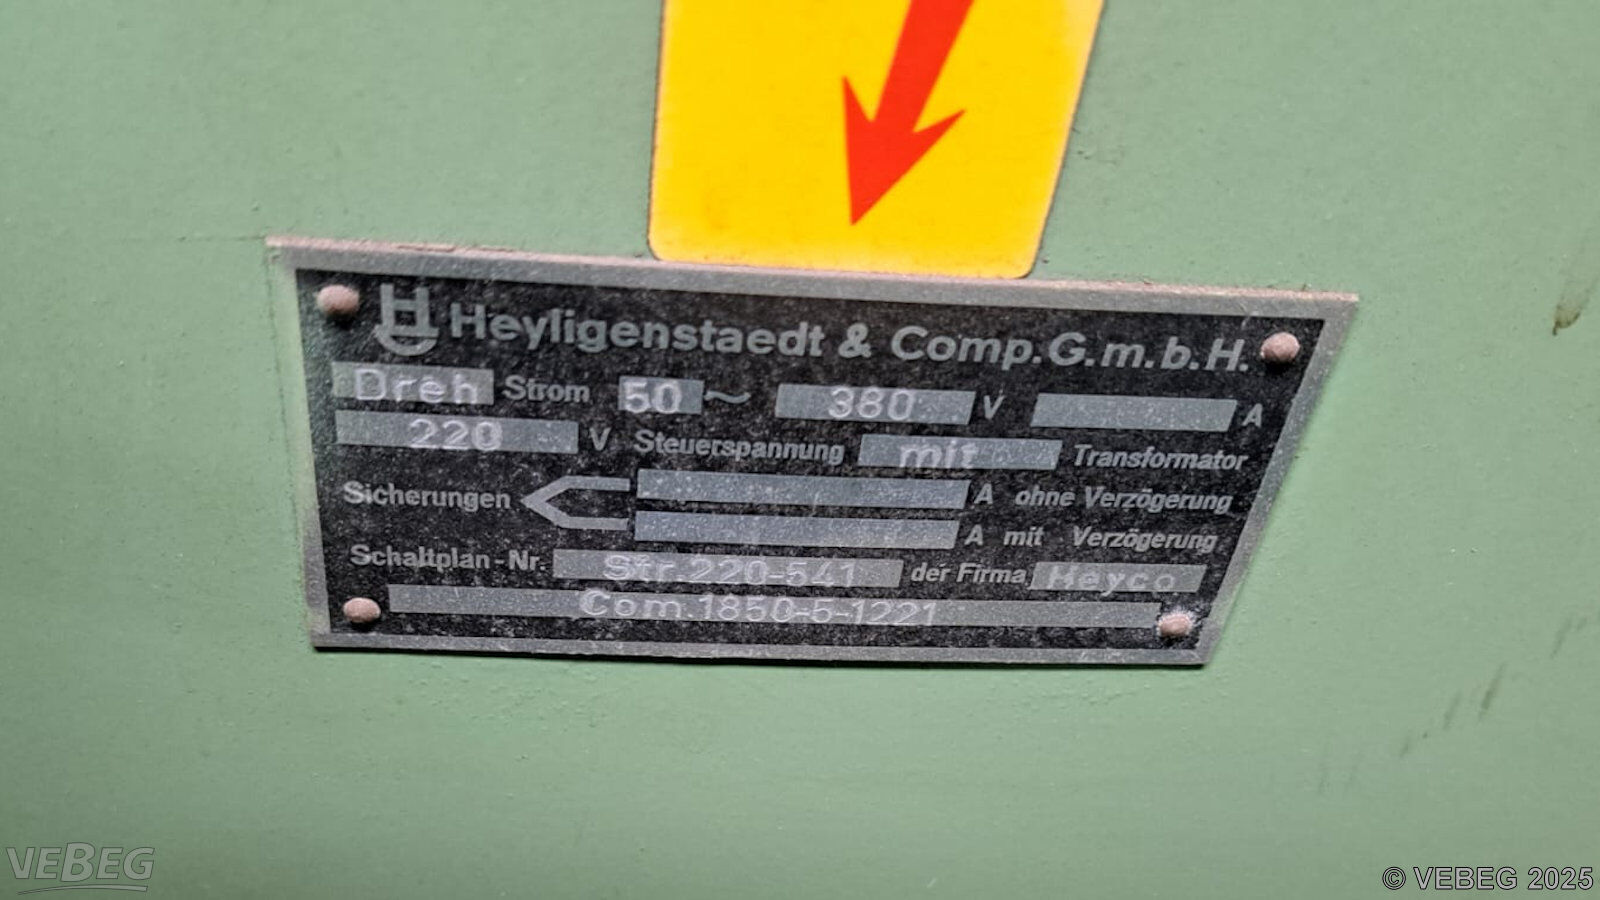 H Heyligenstaedt & Comp.G.m.b.H.
Dreh Strom 50 ~ 380 V A
220 V Steuerspannung mit Transformator
Sicherungen A ohne Verzögerung
A mit Verzögerung
Schaltplan-Nr. Str.220-541 der Firma Heyco
Com.1850-5-1221
VEBEG
© VEBEG 2025